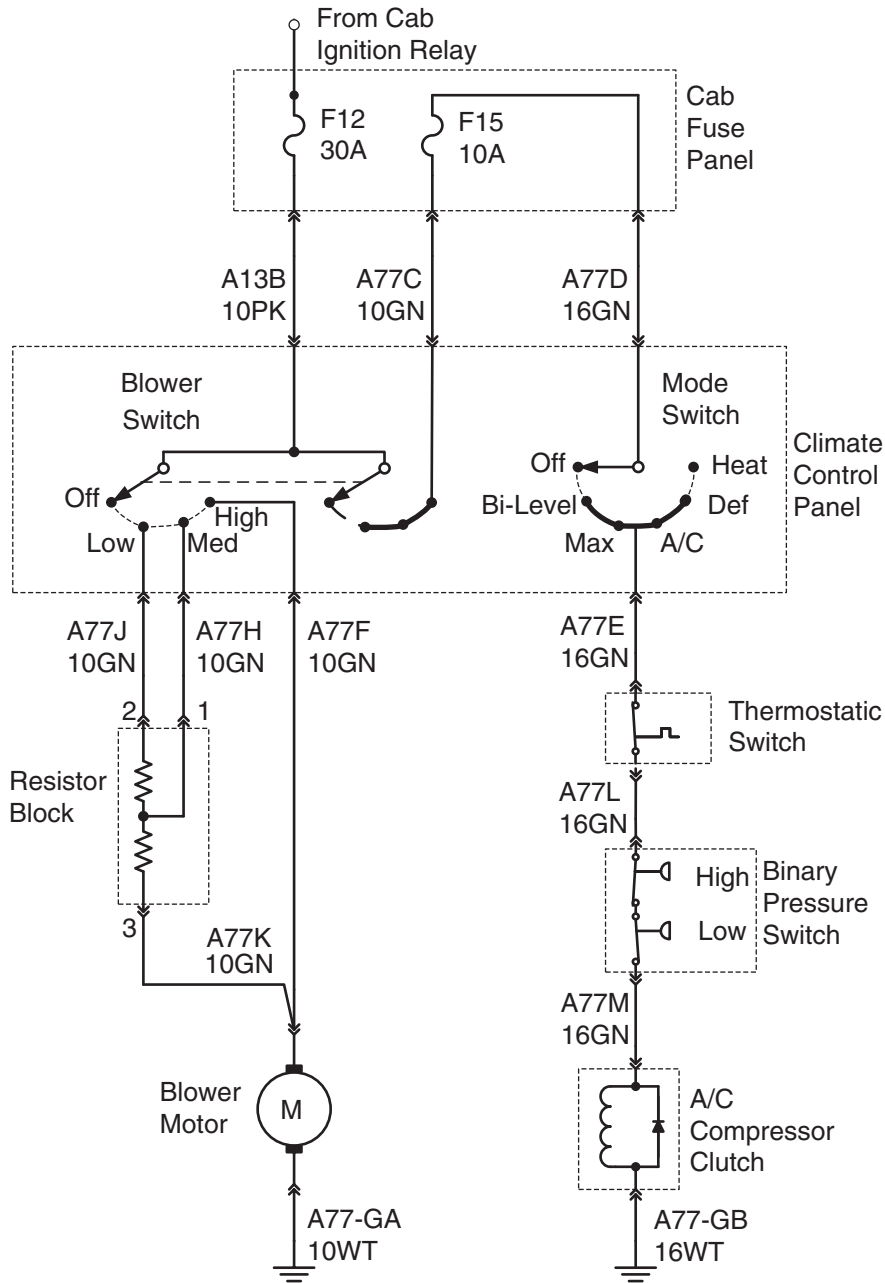 From Cab
Ignition Relay
F12
30A
F15
10A
Cab
Fuse
Panel
A13B
10PK
A77C
10GN
A77D
16GN
Blower
Switch
Mode
Switch
Climate
Control
Panel
Off
Low
Med
High
Off
Heat
Bi-Level
Def
Max
A/C
A77J
10GN
A77H
10GN
A77F
10GN
A77E
16GN
2
1
Resistor
Block
3
Thermostatic
Switch
A77L
16GN
High
Low
Binary
Pressure
Switch
A77K
10GN
A77M
16GN
Blower
Motor
M
A/C
Compressor
Clutch
A77-GA
10WT
A77-GB
16WT